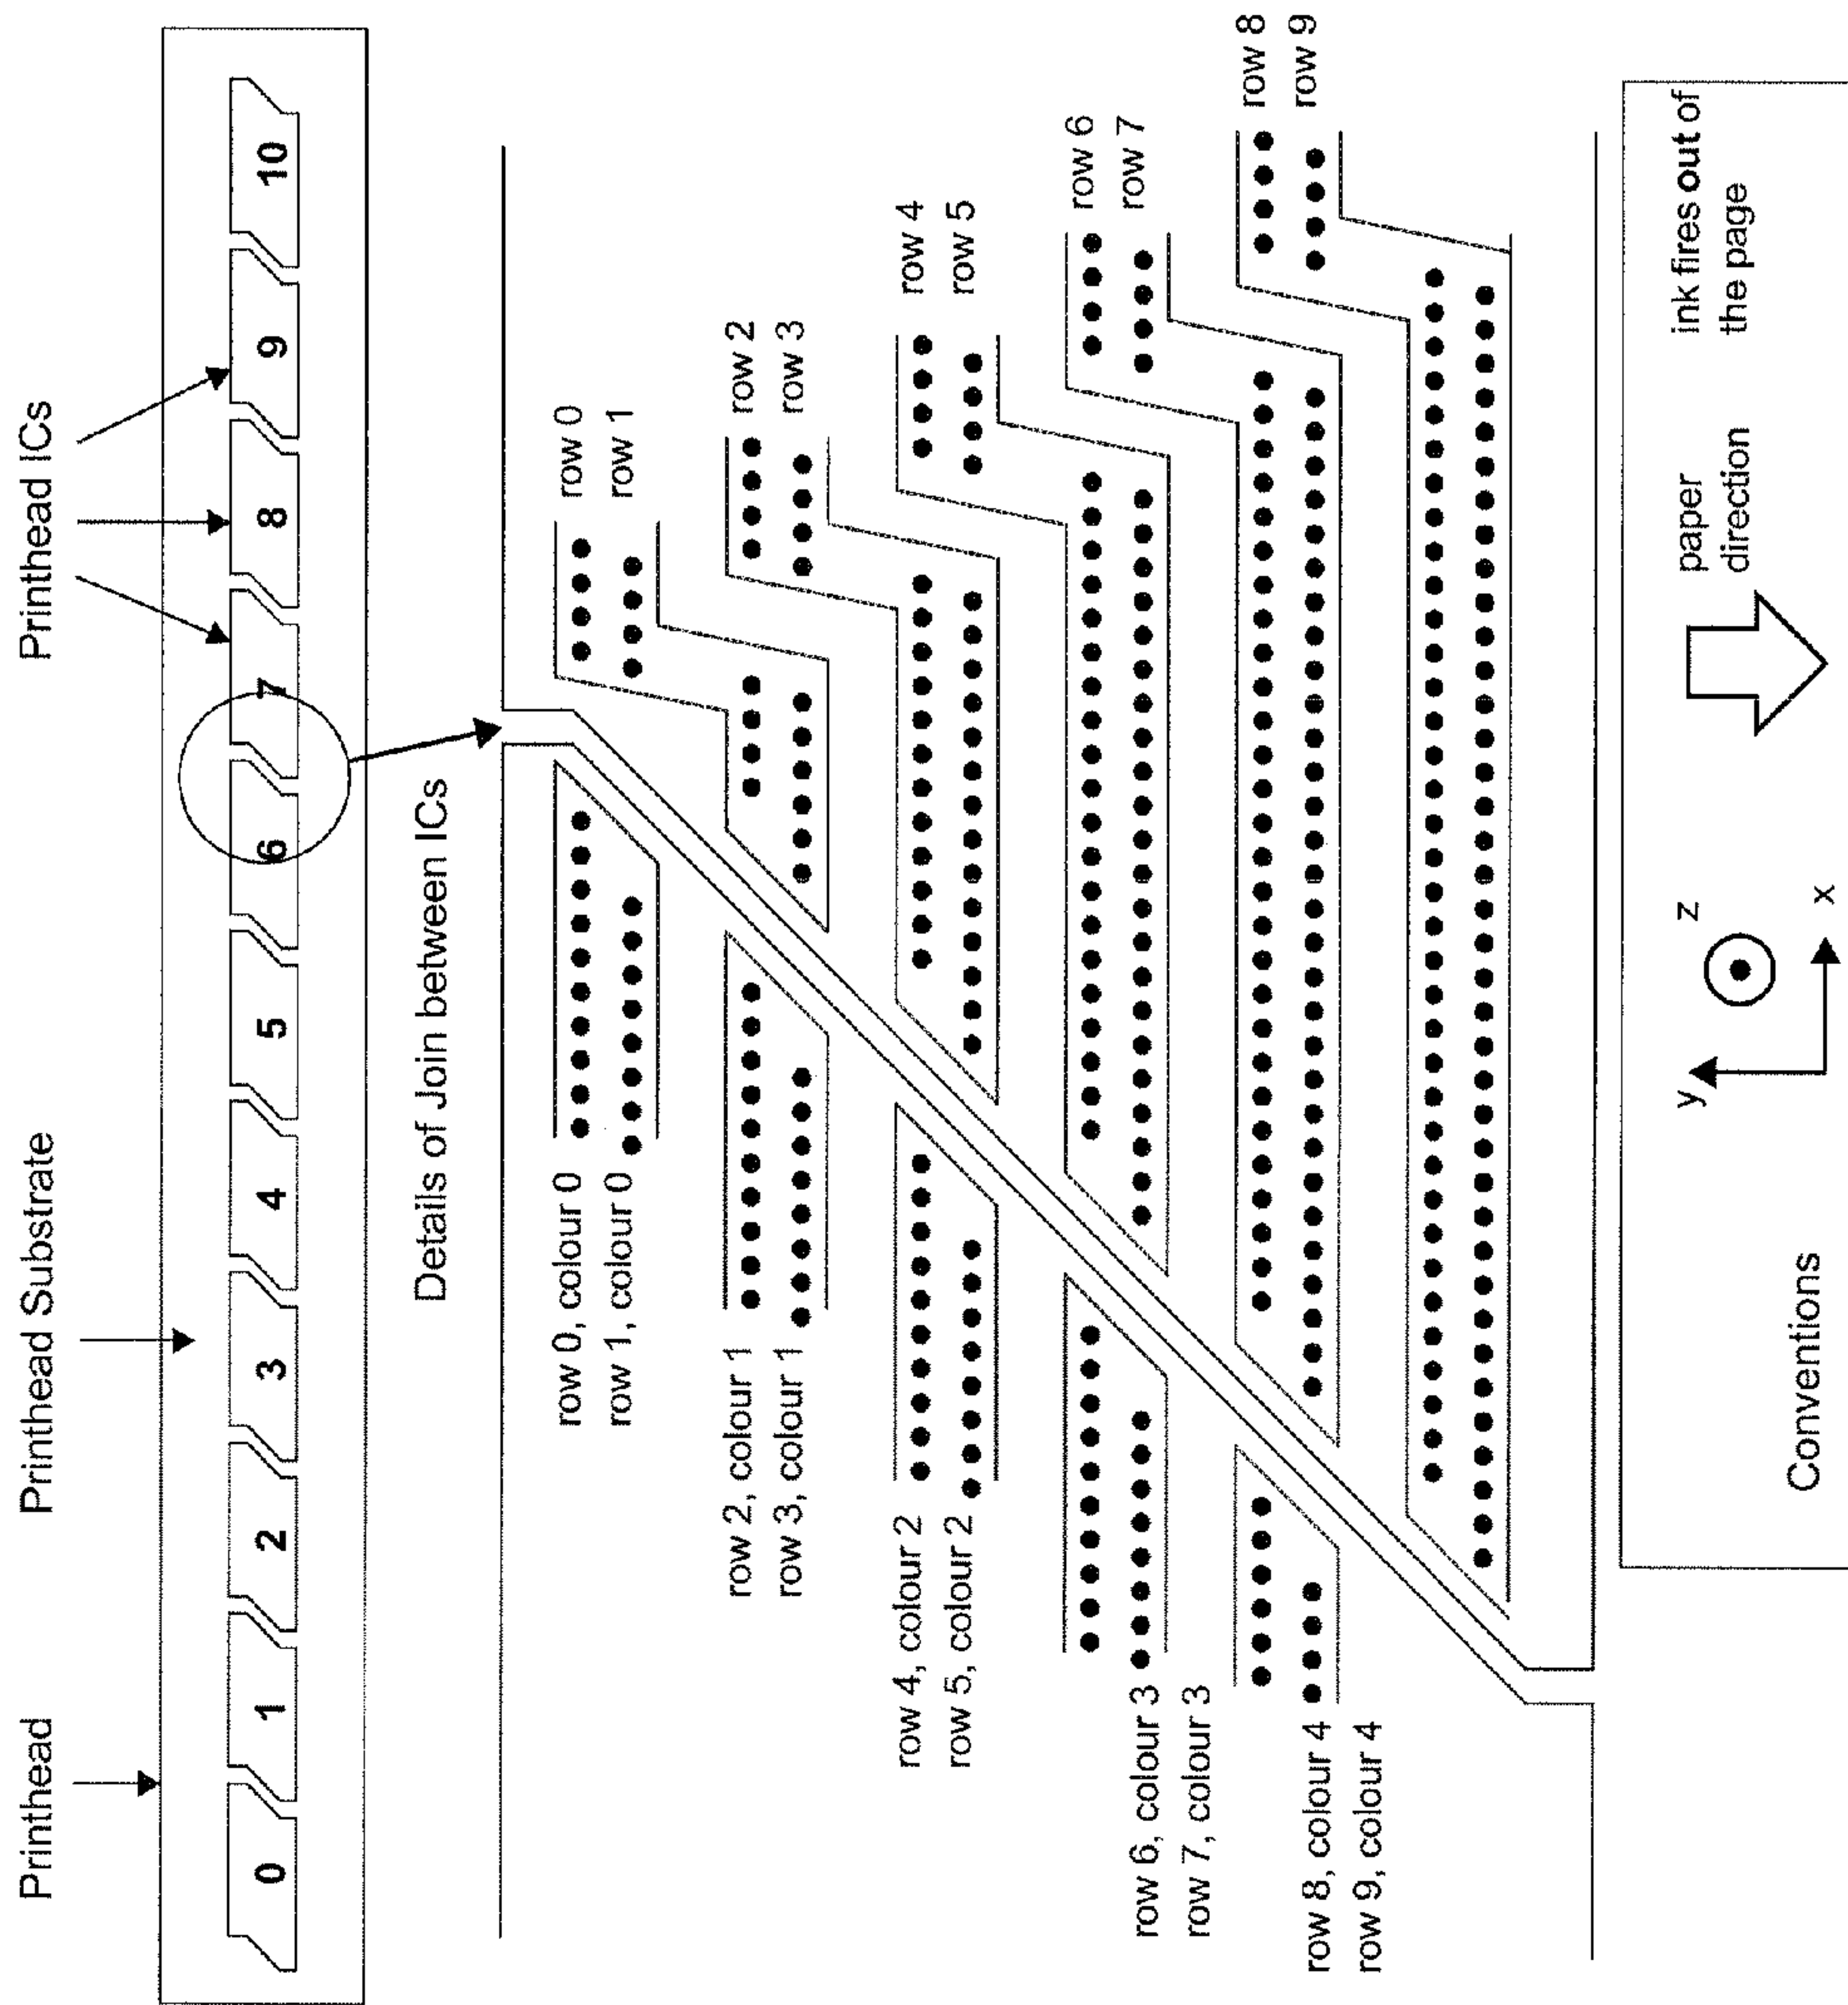 Printhead
Printhead Substrate
Printhead ICs
0
1
2
3
4
5
6
7
8
9
10
Details of Join between ICs
row 0, colour 0
row 1, colour 0
row 0
row 1
row 2, colour 1
row 3, colour 1
row 2
row 3
row 4, colour 2
row 5, colour 2
row 4
row 5
row 6, colour 3
row 7, colour 3
row 6
row 7
row 8, colour 4
row 9, colour 4
row 8
row 9
Conventions
y
z
x
paper
direction
ink fires out of
the page